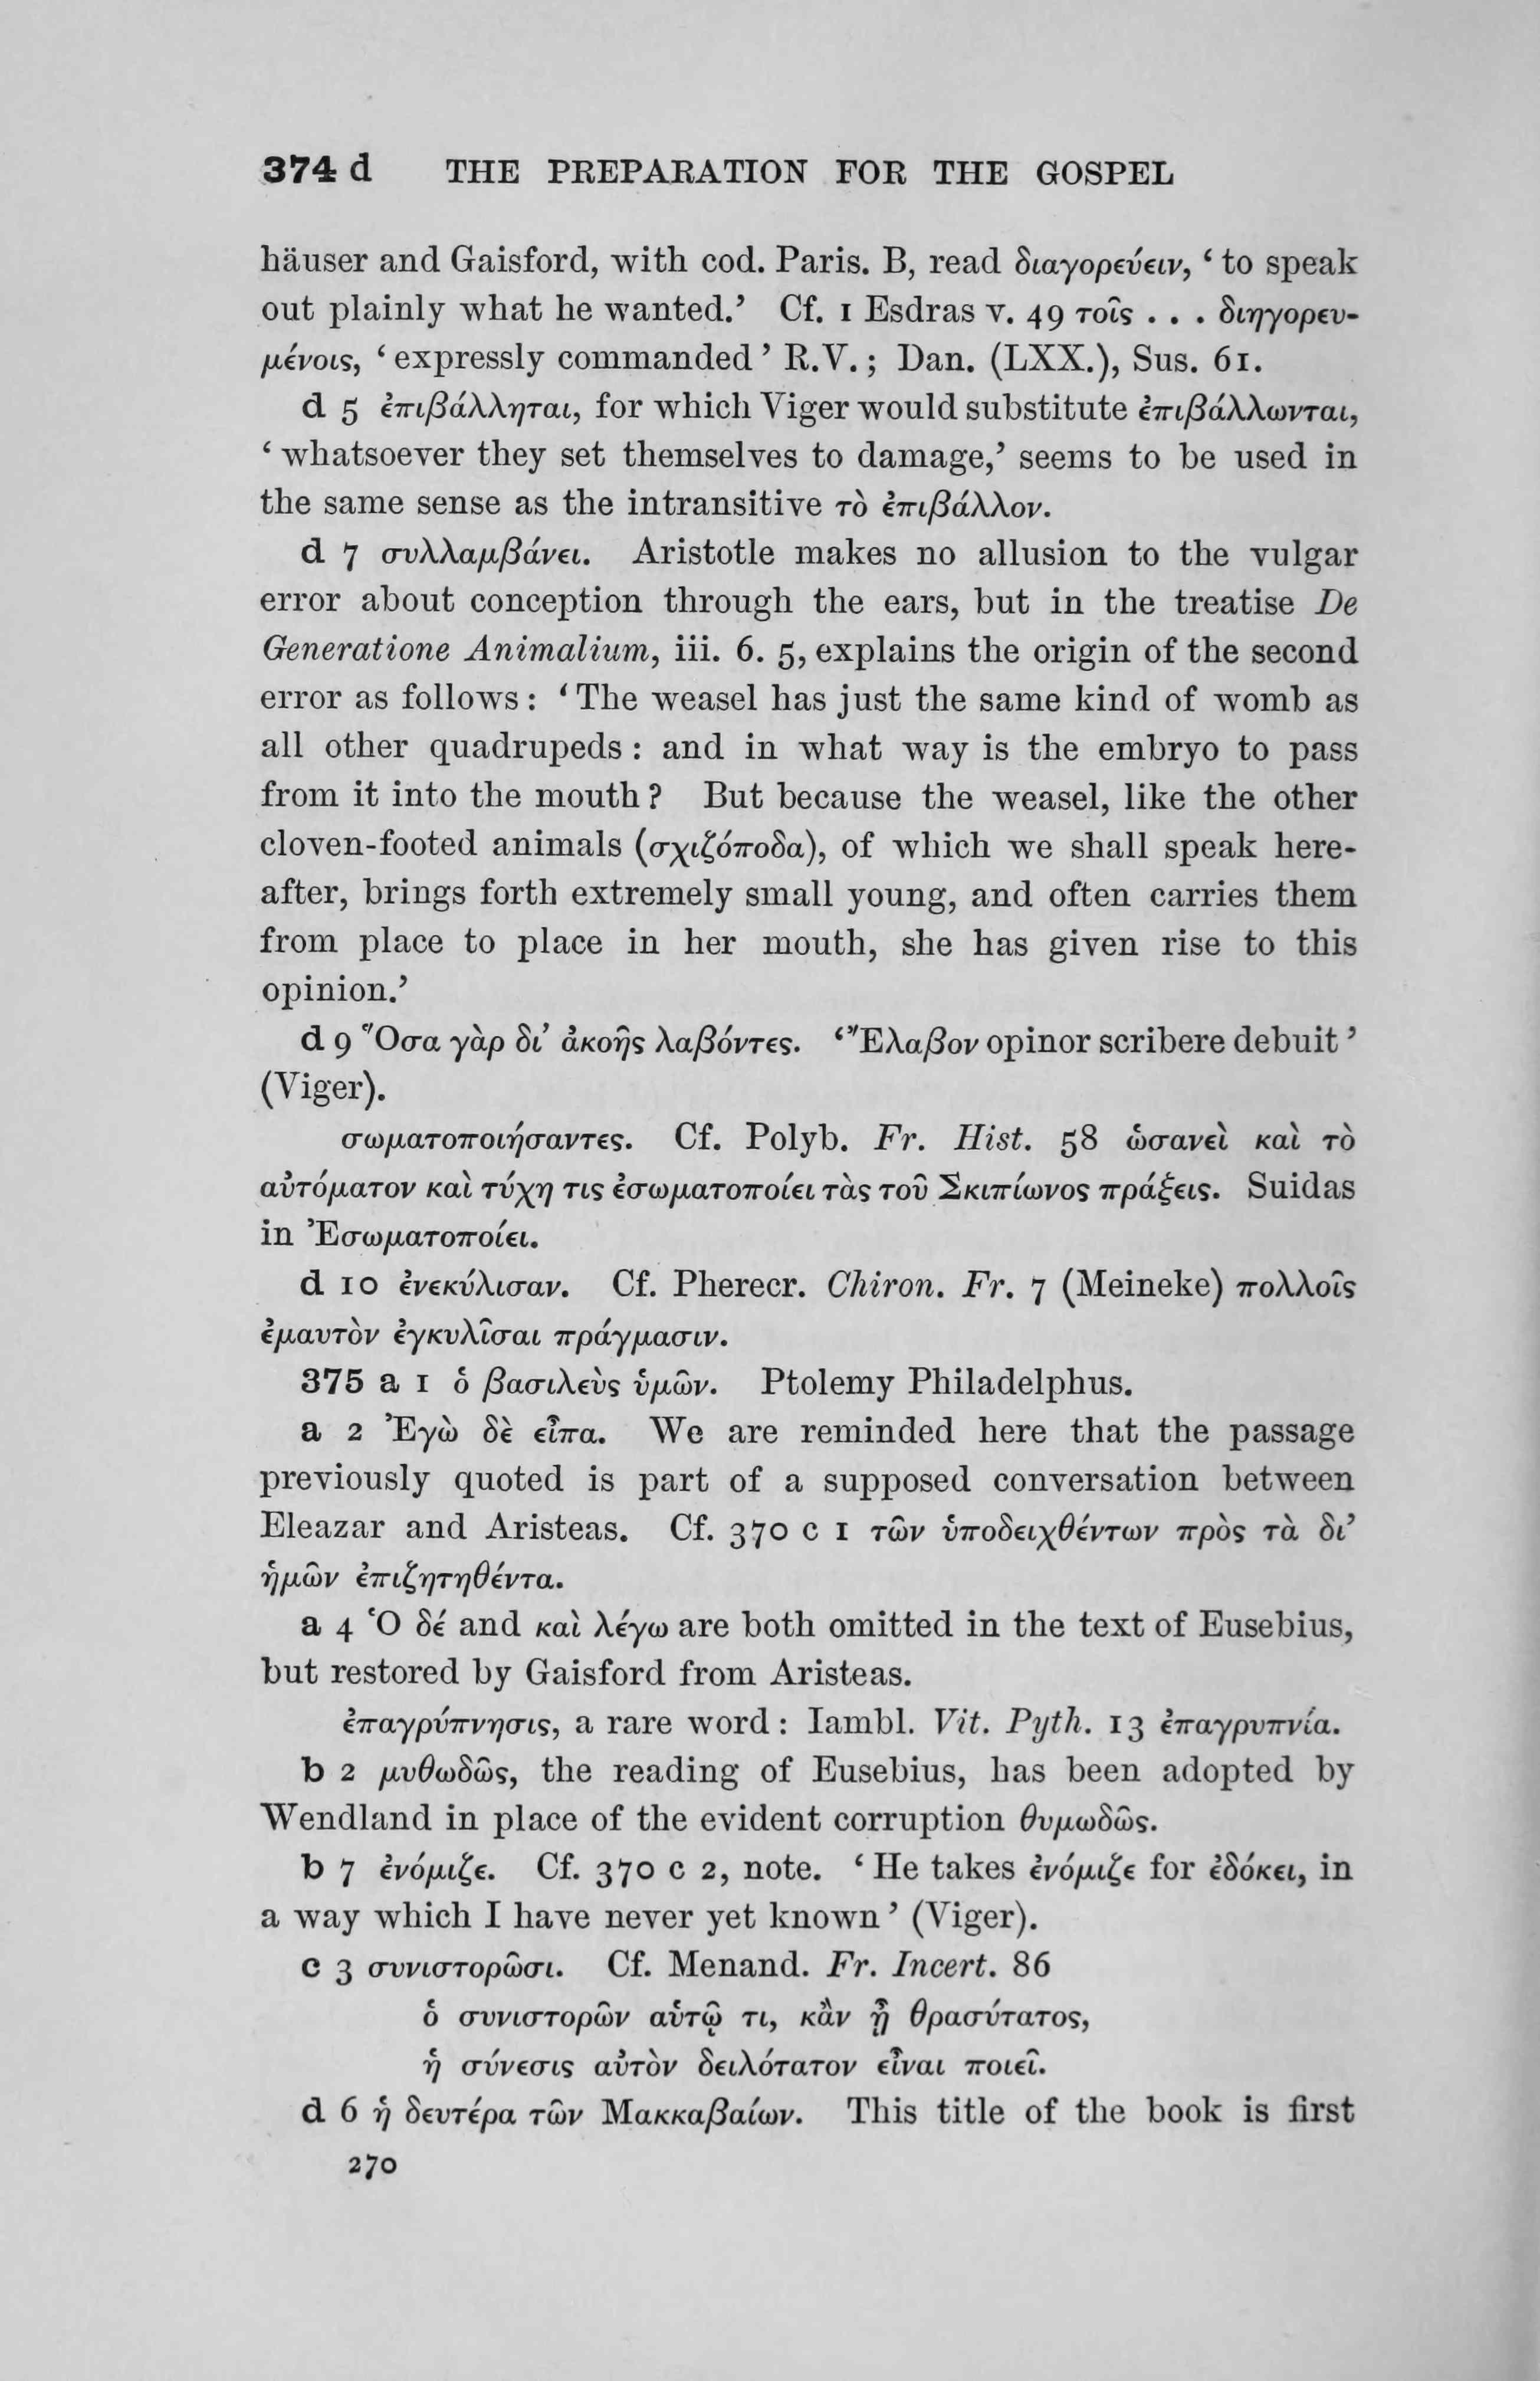 374 d THE PREPARATION FOR THE GOSPEL
häuser and Gaisford, with cod. Paris. B, read διαγορεύειν, ‘ to speak
out plainly what he wanted.’ Cf. 1 Esdras v. 49 τοῖς . . . διηγορευ-
μένοις, ‘ expressly commanded ’ R.V. ; Dan. (LXX.), Sus. 61.
d 5 ἐπιβάλληται, for which Viger would substitute ἐπιβάλλωνται,
‘ whatsoever they set themselves to damage,’ seems to be used in
the same sense as the intransitive τὸ ἐπιβάλλον.
d 7 συλλαμβάνει. Aristotle makes no allusion to the vulgar
error about conception through the ears, but in the treatise De
Generatione Animalium, iii. 6. 5, explains the origin of the second
error as follows : ‘ The weasel has just the same kind of womb as
all other quadrupeds : and in what way is the embryo to pass
from it into the mouth ? But because the weasel, like the other
cloven-footed animals (σχιζόποδα), of which we shall speak here-
after, brings forth extremely small young, and often carries them
from place to place in her mouth, she has given rise to this
opinion.’
d 9 Ὅσα γὰρ δι’ ἀκοῆς λαβόντες. ‘ Ἔλαβον opinor scribere debuit ’
(Viger).
σωματοποιήσαντες. Cf. Polyb. Fr. Hist. 58 ὡσανεὶ καὶ τὸ
αὐτόματον καὶ τύχη τις ἐσωματοποίει τὰς τοῦ Σκιπίωνος πράξεις. Suidas
in Ἐσωματοποίει.
d 10 ἐνεκύλισαν. Cf. Pherecr. Chiron. Fr. 7 (Meineke) πολλοῖς
ἐμαυτὸν ἐγκυλῖσαι πράγμασιν.
375 a 1 ὁ βασιλεὺς ὑμῶν. Ptolemy Philadelphus.
a 2 Ἐγὼ δὲ εἶπα. We are reminded here that the passage
previously quoted is part of a supposed conversation between
Eleazar and Aristeas. Cf. 370 c 1 τῶν ὑποδειχθέντων πρὸς τὰ δι’
ἡμῶν ἐπιζητηθέντα.
a 4 Ὁ δέ and καὶ λέγω are both omitted in the text of Eusebius,
but restored by Gaisford from Aristeas.
ἐπαγρύπνησις, a rare word : Iambl. Vit. Pyth. 13 ἐπαγρυπνία.
b 2 μυθωδῶς, the reading of Eusebius, has been adopted by
Wendland in place of the evident corruption θυμωδῶς.
b 7 ἐνόμιζε. Cf. 370 c 2, note. ‘ He takes ἐνόμιζε for ἐδόκει, in
a way which I have never yet known ’ (Viger).
c 3 συνιστορῶσι. Cf. Menand. Fr. Incert. 86
ὁ συνιστορῶν αὑτῷ τι, κἂν ᾖ θρασύτατος,
ἡ σύνεσις αὐτὸν δειλότατον εἶναι ποιεῖ.
d 6 ἡ δευτέρα τῶν Μακκαβαίων. This title of the book is first
270